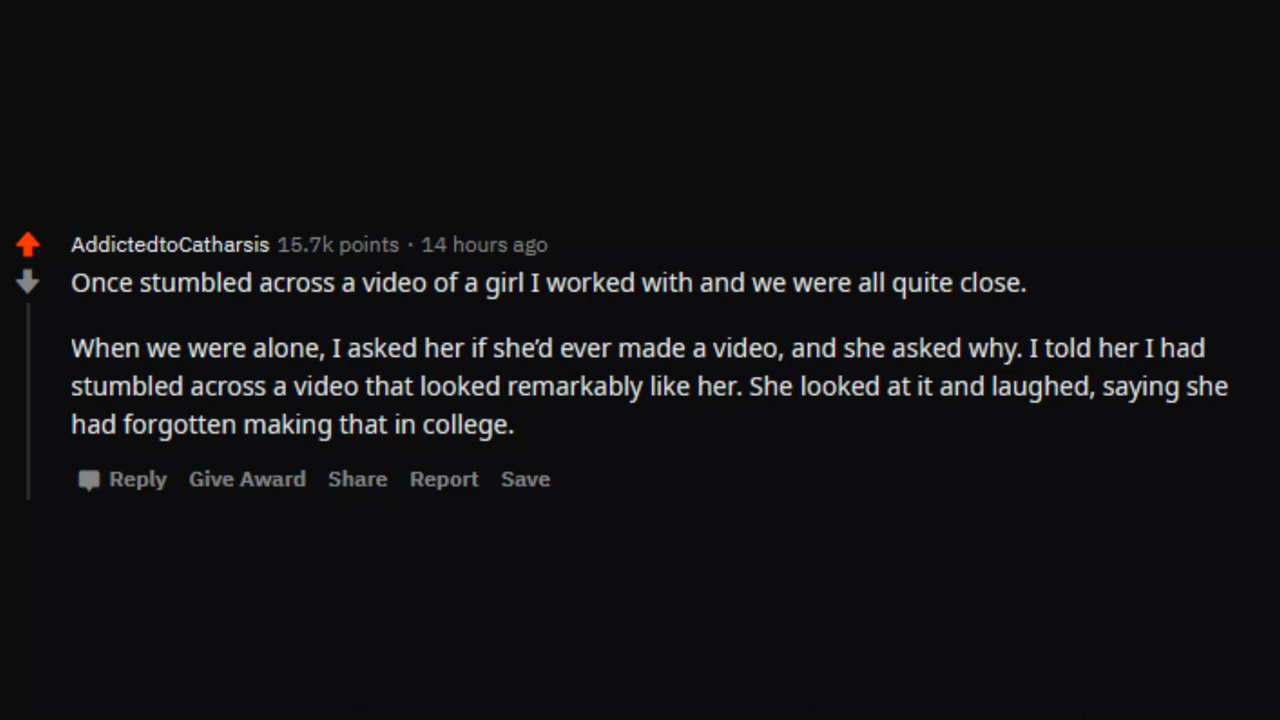 AddictedtoCatharsis 15.7k points · 14 hours ago
Once stumbled across a video of a girl I worked with and we were all quite close.
When we were alone, I asked her if she’d ever made a video, and she asked why. I told her I had
stumbled across a video that looked remarkably like her. She looked at it and laughed, saying she
had forgotten making that in college.
Reply Give Award Share Report Save